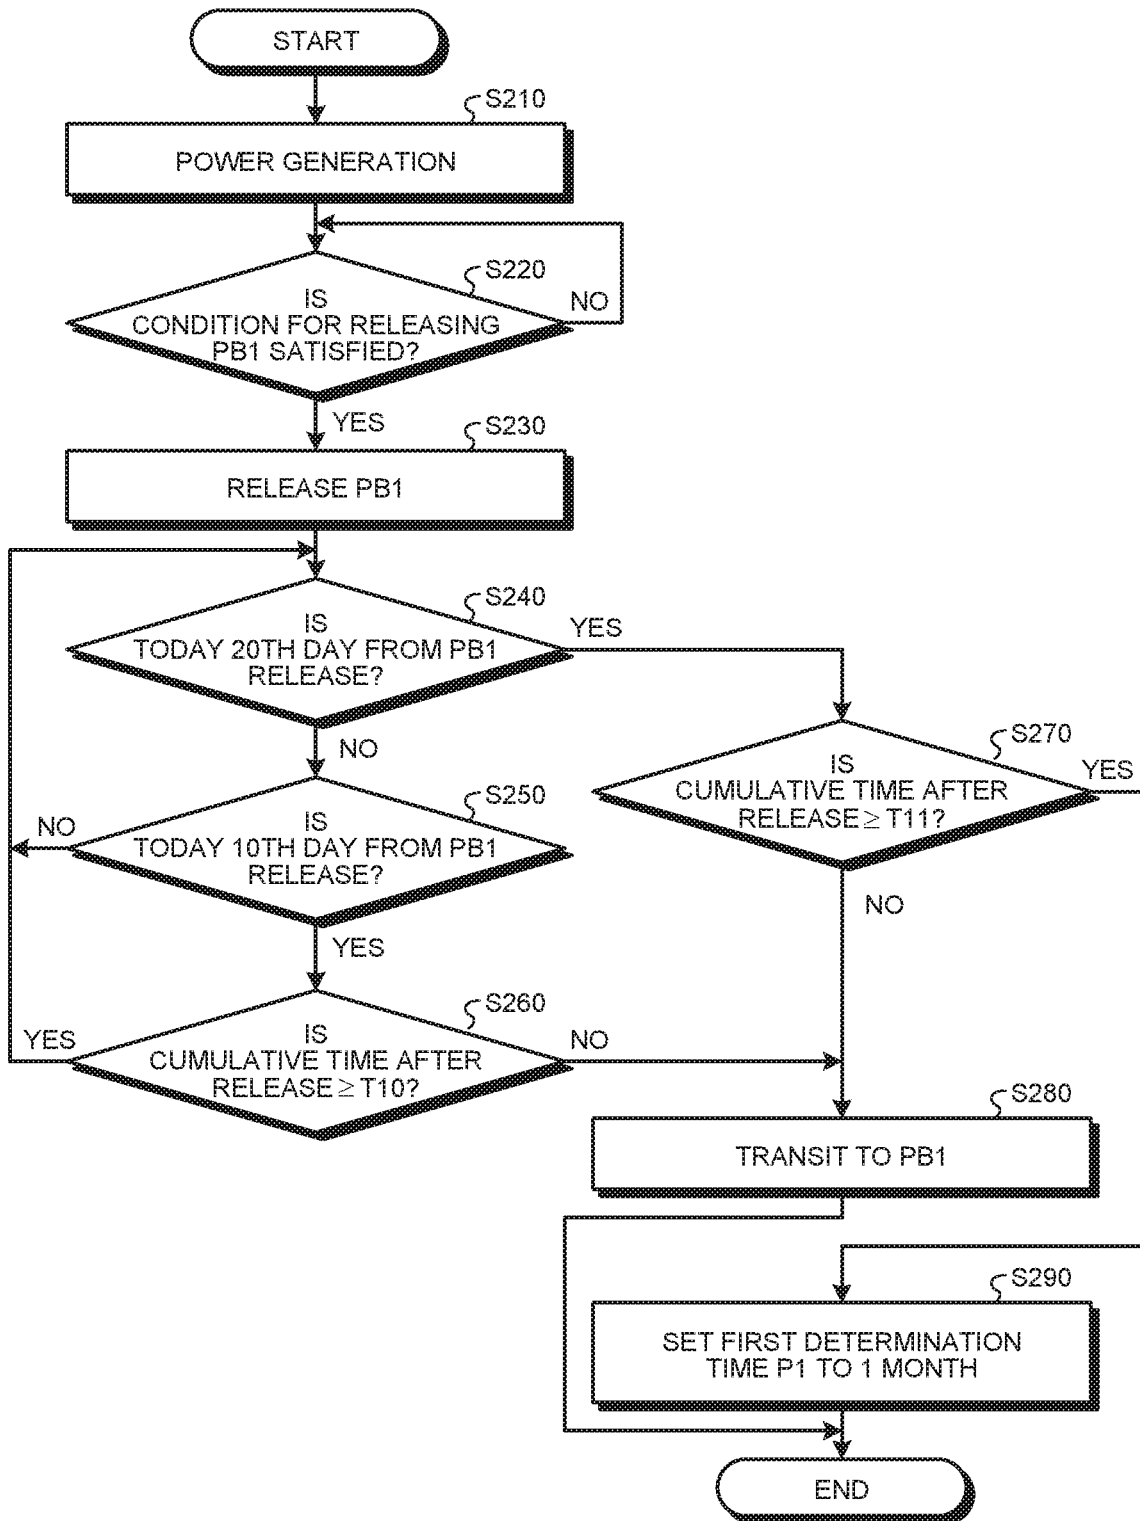 START
S210
POWER GENERATION
S220
IS
CONDITION FOR RELEASING
PB1 SATISFIED?
NO
YES
S230
RELEASE PB1
S240
IS
TODAY 20TH DAY FROM PB1
RELEASE?
YES
NO
S250
IS
TODAY 10TH DAY FROM PB1
RELEASE?
NO
YES
S260
IS
CUMULATIVE TIME AFTER
RELEASE ≥ T10?
YES
NO
S270
IS
CUMULATIVE TIME AFTER
RELEASE ≥ T11?
YES
NO
S280
TRANSIT TO PB1
S290
SET FIRST DETERMINATION
TIME P1 TO 1 MONTH
END